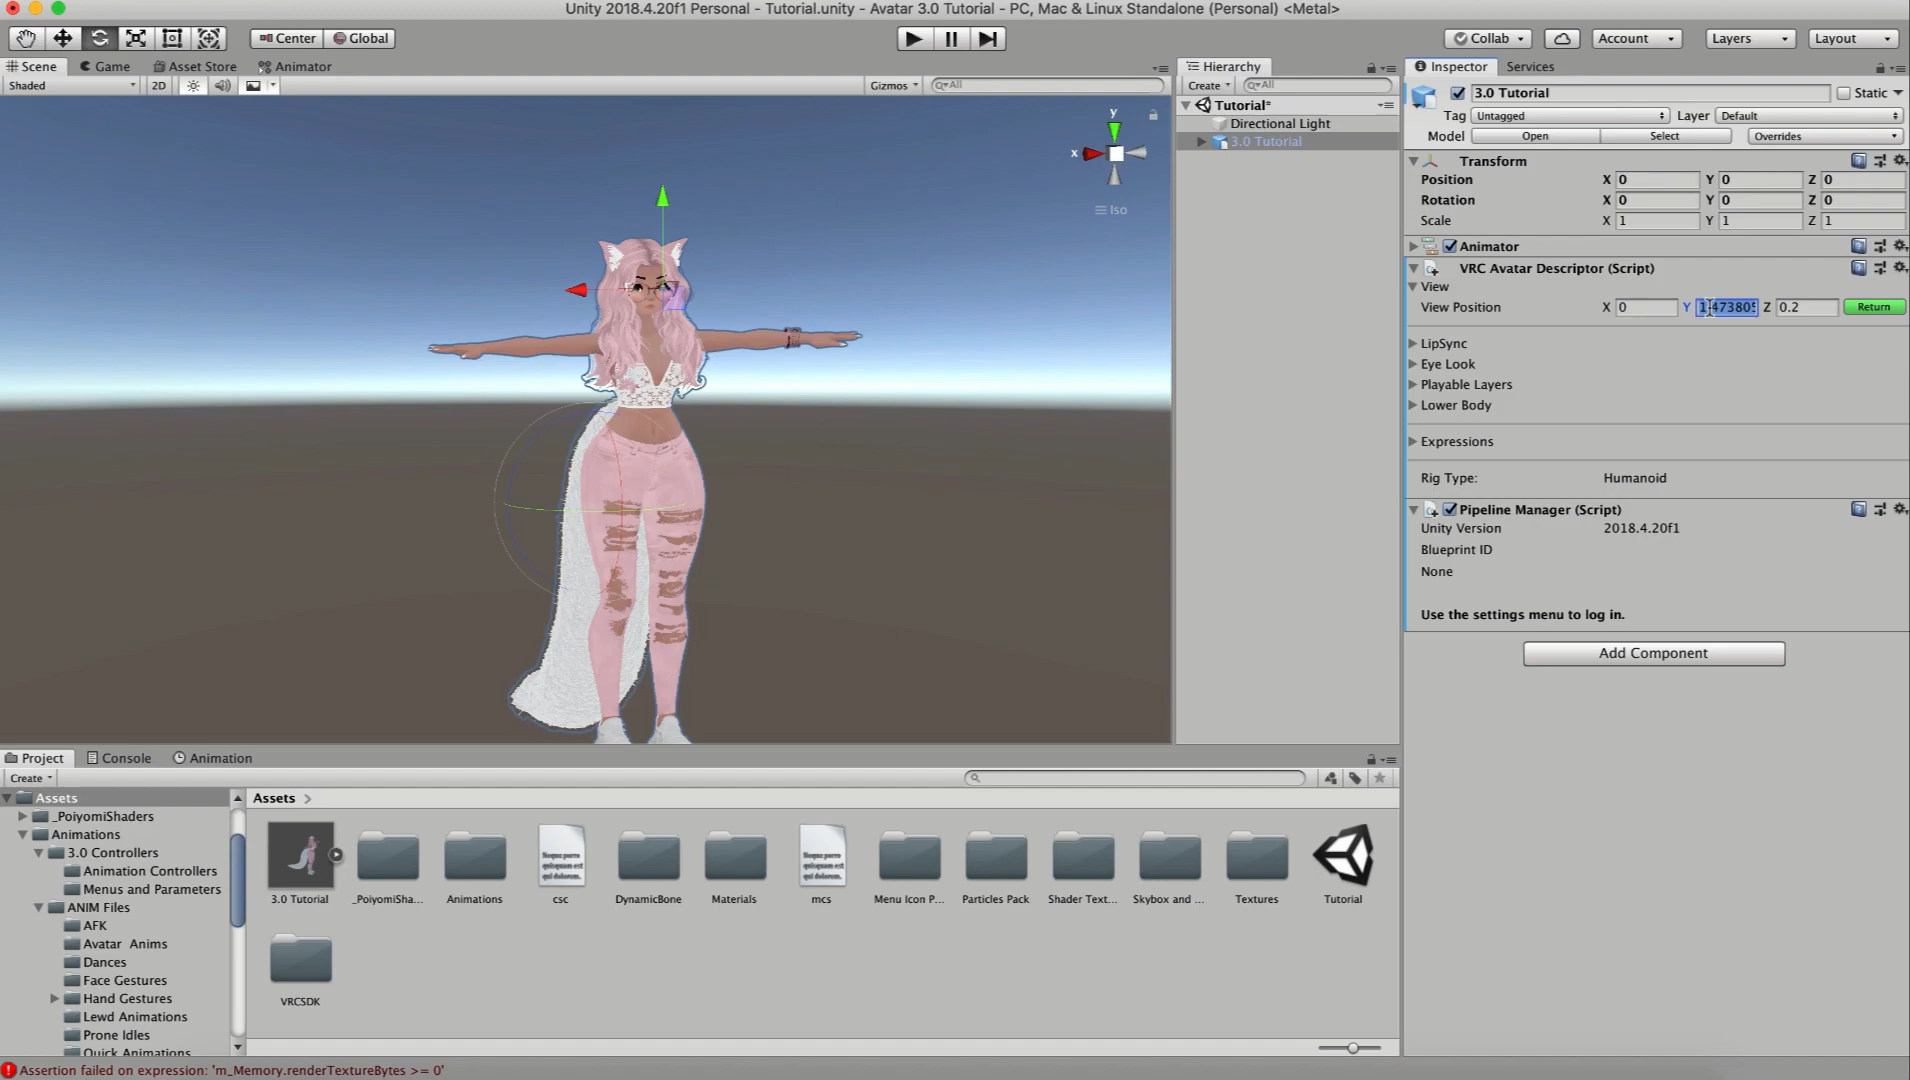 Unity 2018.4.20f1 Personal - Tutorial.unity - Avatar 3.0 Tutorial - PC, Mac & Linux Standalone (Personal) <Metal>
Center Global Collab Account Layers Layout
Scene Game Asset Store Animator
Shaded 2D Gizmos All
y
x
Iso
Hierarchy
Create All
Tutorial*
Directional Light
3.0 Tutorial
Inspector Services
3.0 Tutorial Static
Tag Untagged Layer Default
Model Open Select Overrides
Transform
Position X 0 Y 0 Z 0
Rotation X 0 Y 0 Z 0
Scale X 1 Y 1 Z 1
Animator
VRC Avatar Descriptor (Script)
View
View Position X 0 Y 1.473805 Z 0.2 Return
LipSync
Eye Look
Playable Layers
Lower Body
Expressions
Rig Type: Humanoid
Pipeline Manager (Script)
Unity Version 2018.4.20f1
Blueprint ID
None
Use the settings menu to log in.
Add Component
Project Console Animation
Create
Assets
_PoiyomiShaders
Animations
3.0 Controllers
Animation Controllers
Menus and Parameters
ANIM Files
AFK
Avatar Anims
Dances
Face Gestures
Hand Gestures
Lewd Animations
Prone Idles
Quick Animations
Assets
3.0 Tutorial _PoiyomiSha... Animations csc DynamicBone Materials mcs Menu Icon P... Particles Pack Shader Text... Skybox and ... Textures Tutorial
VRCSDK
Assertion failed on expression: 'm_Memory.renderTextureBytes >= 0'